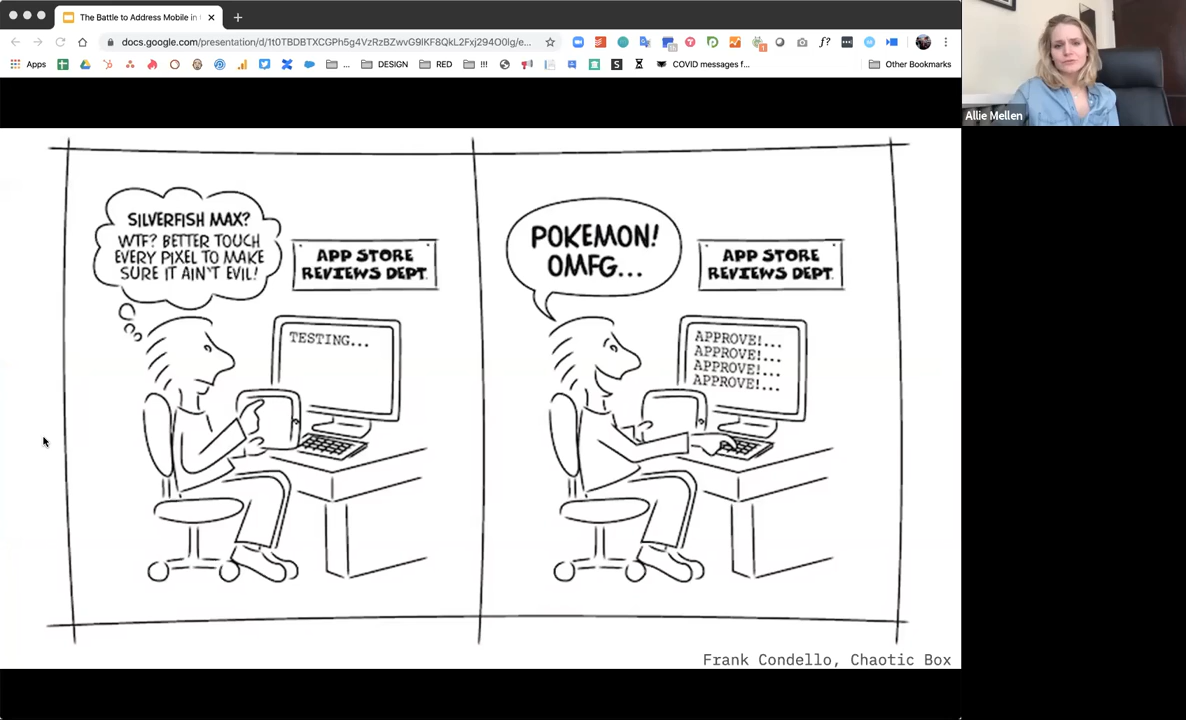 The Battle to Address Mobile in
docs.google.com/presentation/d/1t0TBDBTXCGPh5g4VzRzBZwvG9lKF8QkL2Fxj294O0lg/e...
Apps
...
DESIGN
RED
!!!
COVID messages f...
Other Bookmarks
Allie Mellen
SILVERFISH MAX?
WTF? BETTER TOUCH
EVERY PIXEL TO MAKE
SURE IT AIN'T EVIL!
APP STORE
REVIEWS DEPT.
TESTING...
POKEMON!
OMFG...
APP STORE
REVIEWS DEPT.
APPROVE!...
APPROVE!...
APPROVE!...
APPROVE!...
Frank Condello, Chaotic Box